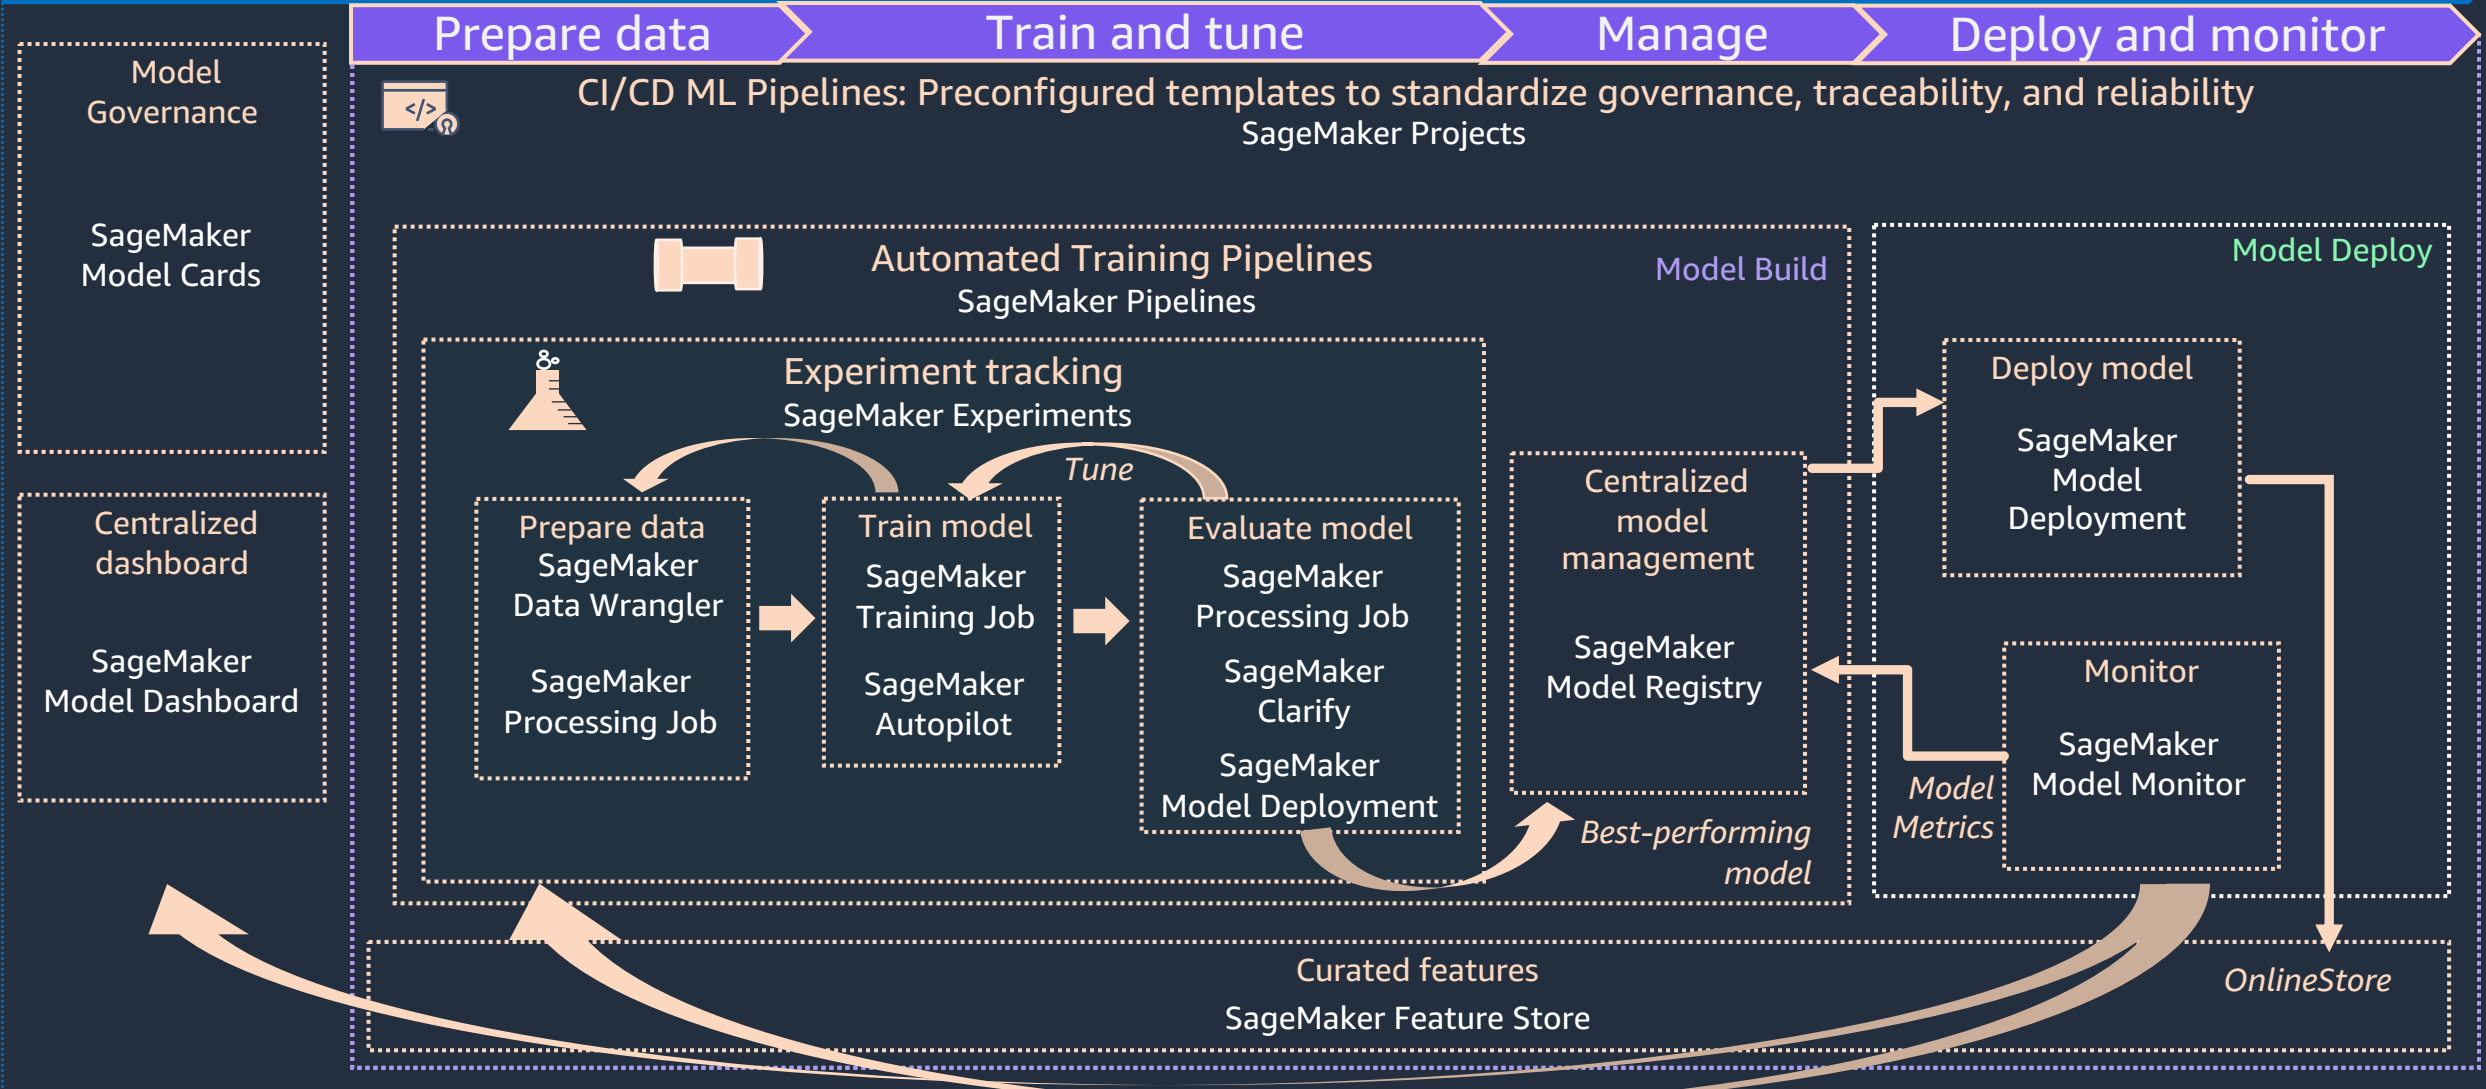 Prepare data
Train and tune
Manage
Deploy and monitor
Model
Governance
SageMaker
Model Cards
Centralized
dashboard
SageMaker
Model Dashboard
</>
CI/CD ML Pipelines: Preconfigured templates to standardize governance, traceability, and reliability
SageMaker Projects
Automated Training Pipelines
SageMaker Pipelines
Model Build
Experiment tracking
SageMaker Experiments
Tune
Prepare data
SageMaker
Data Wrangler
SageMaker
Processing Job
Train model
SageMaker
Training Job
SageMaker
Autopilot
Evaluate model
SageMaker
Processing Job
SageMaker
Clarify
SageMaker
Model Deployment
Centralized
model
management
SageMaker
Model Registry
Best-performing
model
Model Deploy
Deploy model
SageMaker
Model
Deployment
Monitor
SageMaker
Model Monitor
Model
Metrics
Curated features
SageMaker Feature Store
OnlineStore